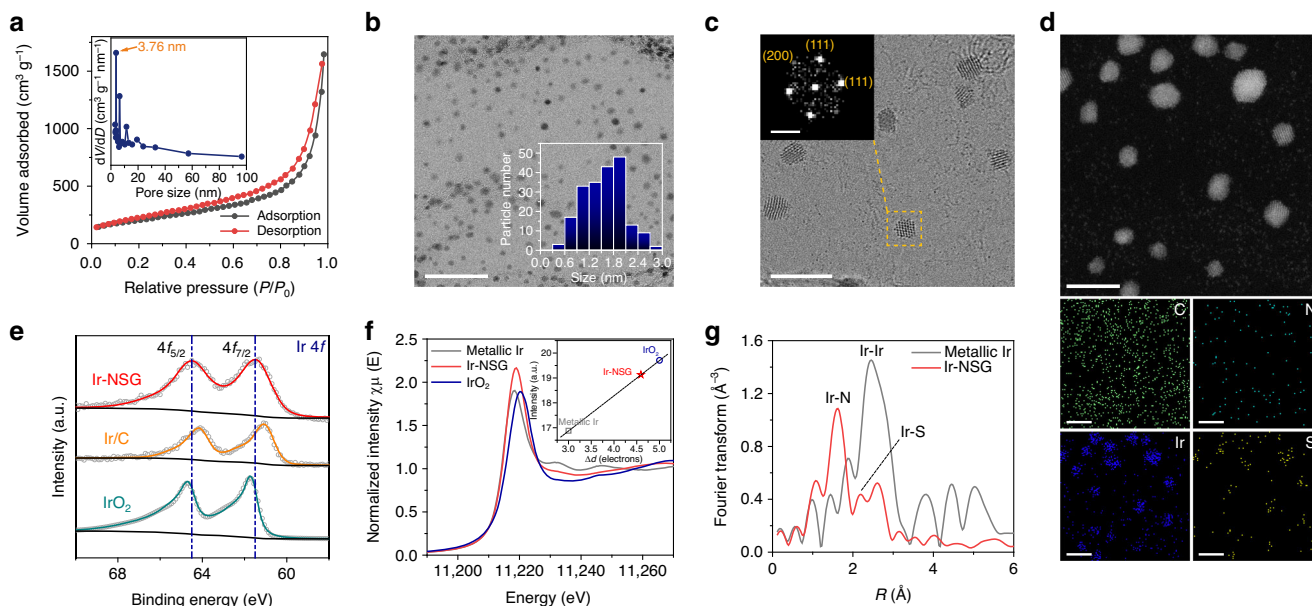 a
3.76 nm
dV/dD (cm³ g⁻¹ nm⁻¹)
0 20 40 60 80 100
Pore size (nm)
Volume adsorbed (cm³ g⁻¹)
1500
1000
500
0
Adsorption
Desorption
0.0 0.2 0.4 0.6 0.8 1.0
Relative pressure (P/P₀)
b
Particle number
50
40
30
20
10
0
0.0 0.6 1.2 1.8 2.4 3.0
Size (nm)
c
(200)
(111)
(111)
d
C
N
Ir
S
e
4f₅/₂
4f₇/₂
Ir 4f
Ir-NSG
Ir/C
IrO₂
Intensity (a.u.)
68 64 60
Binding energy (eV)
f
Normalized intensity χμ (E)
2.5
2.0
1.5
1.0
0.5
0.0
Metallic Ir
Ir-NSG
IrO₂
Intensity (a.u.)
20
19
18
17
IrO₂
Ir-NSG
Metallic Ir
3.0 3.5 4.0 4.5 5.0
Δd (electrons)
11,200 11,220 11,240 11,260
Energy (eV)
g
Fourier transform (Å⁻³)
1.6
1.2
0.8
0.4
0.0
Ir-Ir
Ir-N
Ir-S
Metallic Ir
Ir-NSG
0 1 2 3 4 5 6
R (Å)